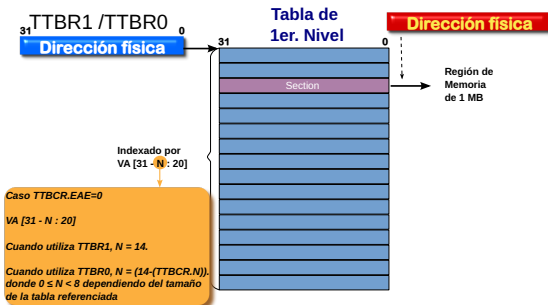 TTBR1 /TTBR0
31
0
Dirección física
Tabla de
1er. Nivel
31
0
Dirección física
Section
Región de
Memoria
de 1 MB
Indexado por
VA [31 - N : 20]
Caso TTBCR.EAE=0
VA [31 - N : 20]
Cuando utiliza TTBR1, N = 14.
Cuando utiliza TTBR0, N = (14-(TTBCR.N)).
donde 0 ≤ N < 8 dependiendo del tamaño
de la tabla referenciada